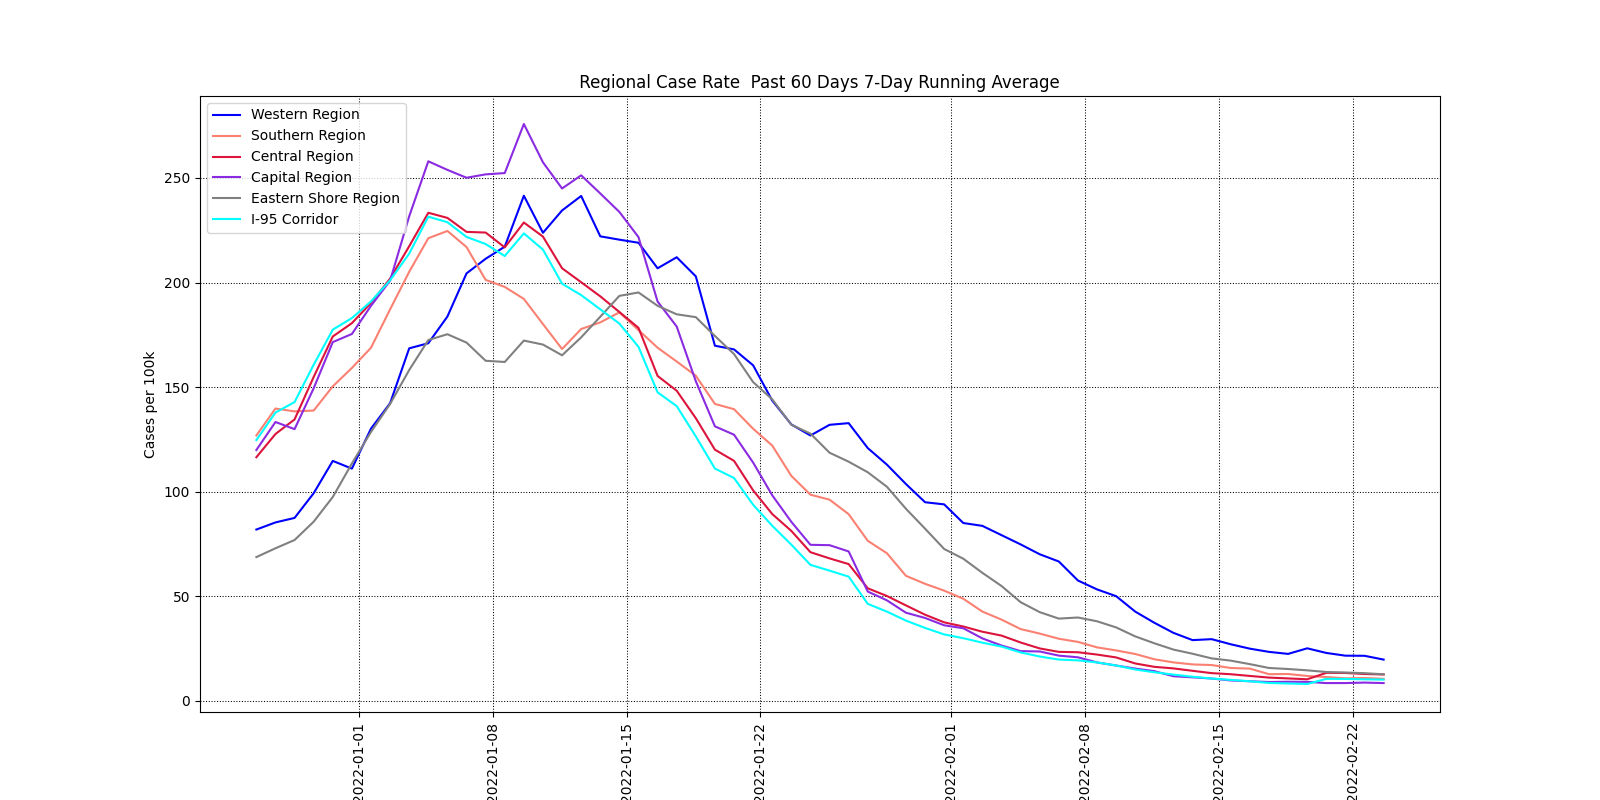 Regional Case Rate  Past 60 Days 7-Day Running Average
Western Region
Southern Region
Central Region
Capital Region
Eastern Shore Region
I-95 Corridor
Cases per 100k
250
200
150
100
50
0
2022-01-01
2022-01-08
2022-01-15
2022-01-22
2022-02-01
2022-02-08
2022-02-15
2022-02-22